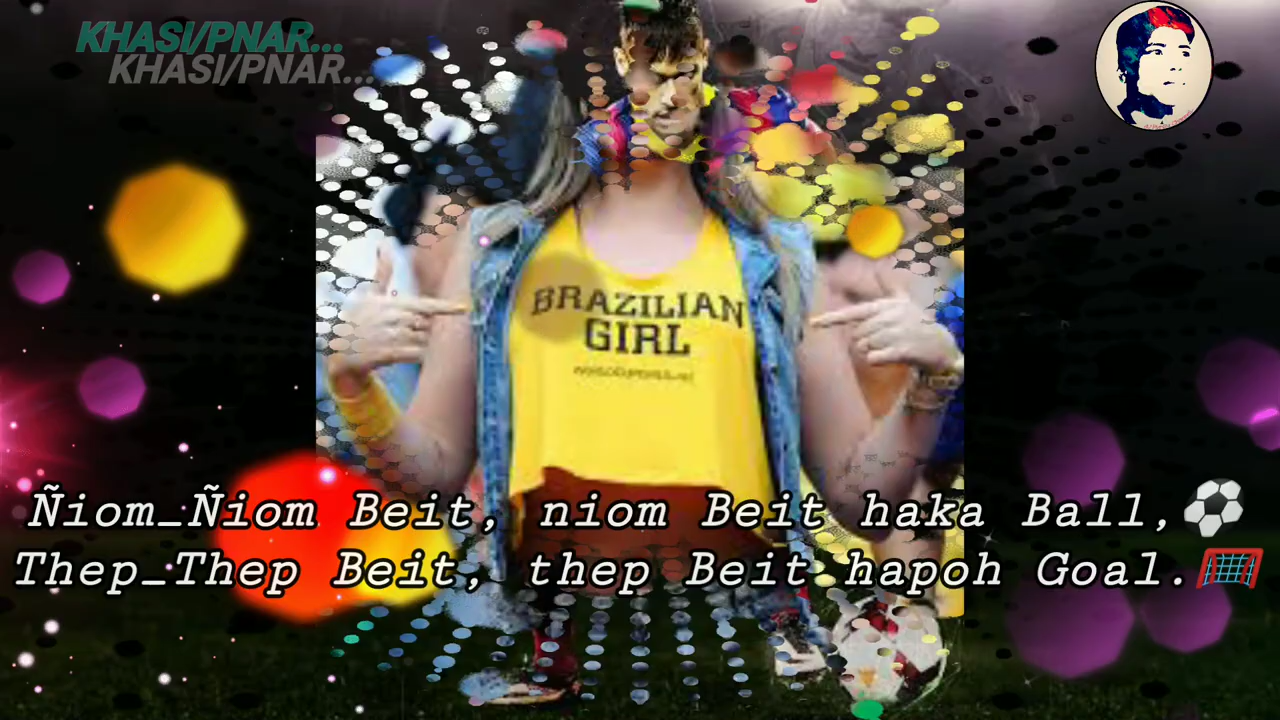 KHASI/PNAR...
KHASI/PNAR...
BRAZILIAN
GIRL
Ñiom_Ñiom Beit, niom Beit haka Ball,⚽
Thep_Thep Beit, thep Beit hapoh Goal.🥅